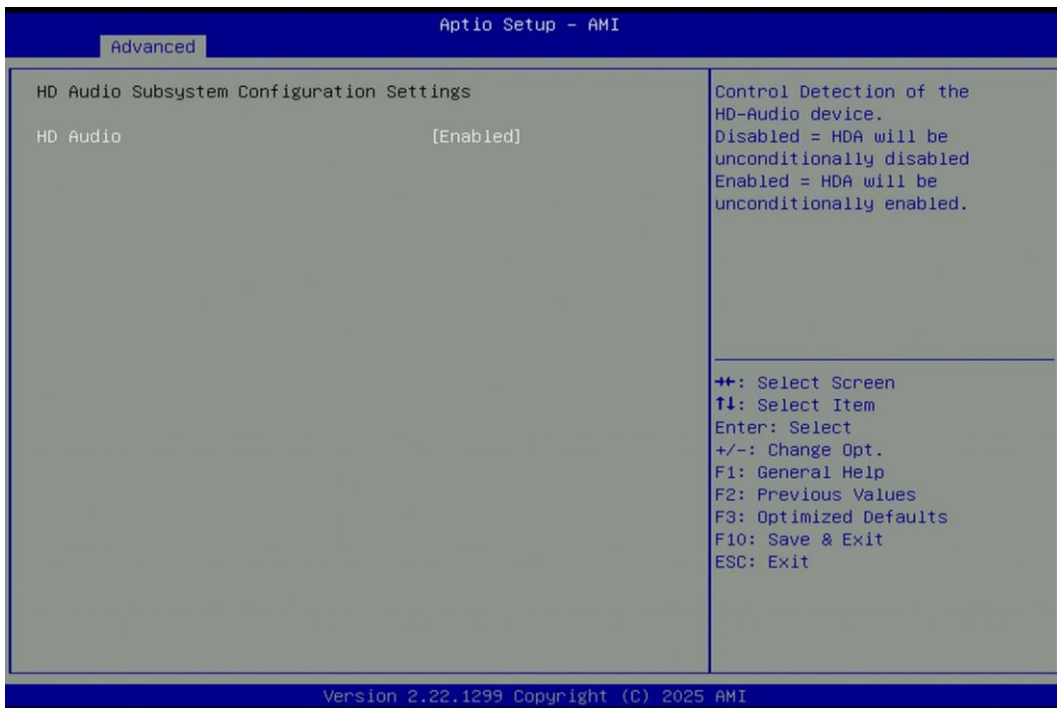 Aptio Setup – AMI
Advanced
HD Audio Subsystem Configuration Settings
HD Audio [Enabled]
Control Detection of the
HD-Audio device.
Disabled = HDA will be
unconditionally disabled
Enabled = HDA will be
unconditionally enabled.
→←: Select Screen
↑↓: Select Item
Enter: Select
+/-: Change Opt.
F1: General Help
F2: Previous Values
F3: Optimized Defaults
F10: Save & Exit
ESC: Exit
Version 2.22.1299 Copyright (C) 2025 AMI